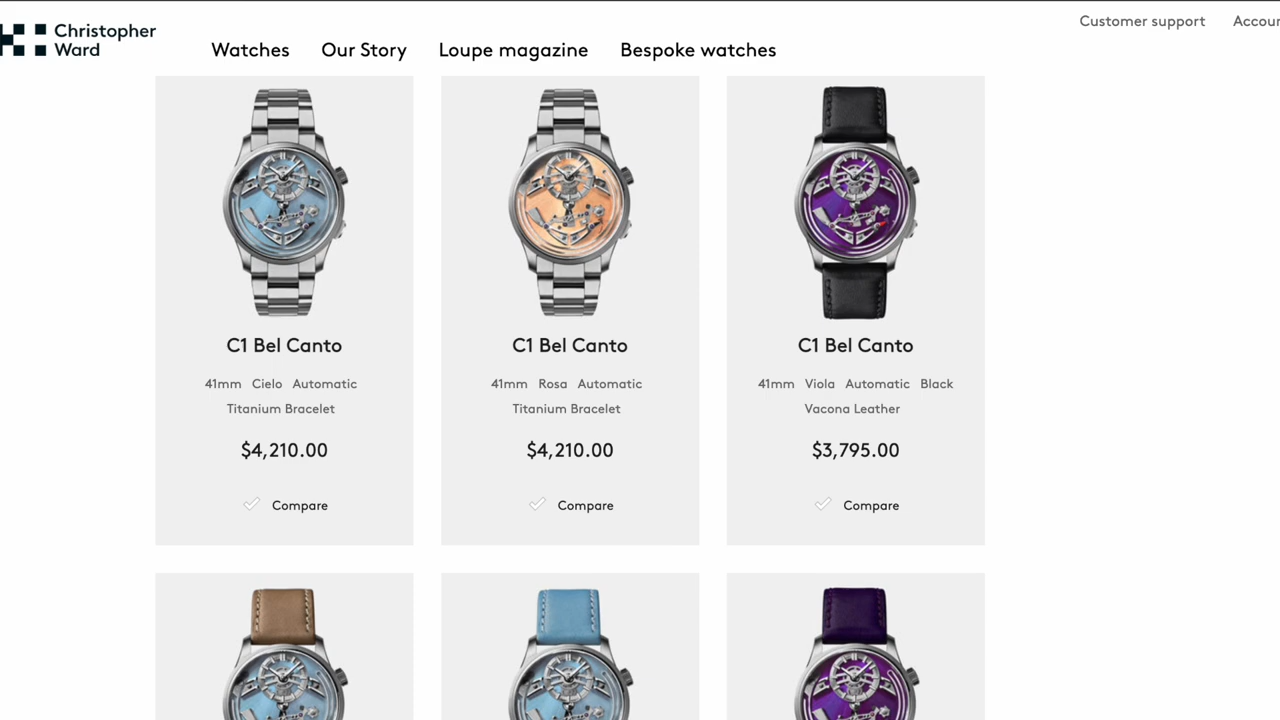 Customer support
Accoun
Christopher
Ward
Watches
Our Story
Loupe magazine
Bespoke watches
C1 Bel Canto
41mm Cielo Automatic
Titanium Bracelet
$4,210.00
Compare
C1 Bel Canto
41mm Rosa Automatic
Titanium Bracelet
$4,210.00
Compare
C1 Bel Canto
41mm Viola Automatic Black
Vacona Leather
$3,795.00
Compare